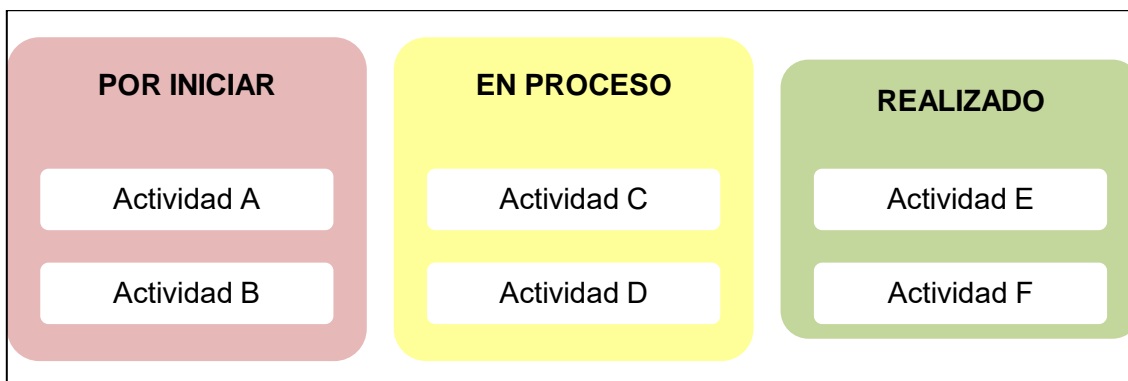 POR INICIAR
Actividad A
Actividad B
EN PROCESO
Actividad C
Actividad D
REALIZADO
Actividad E
Actividad F